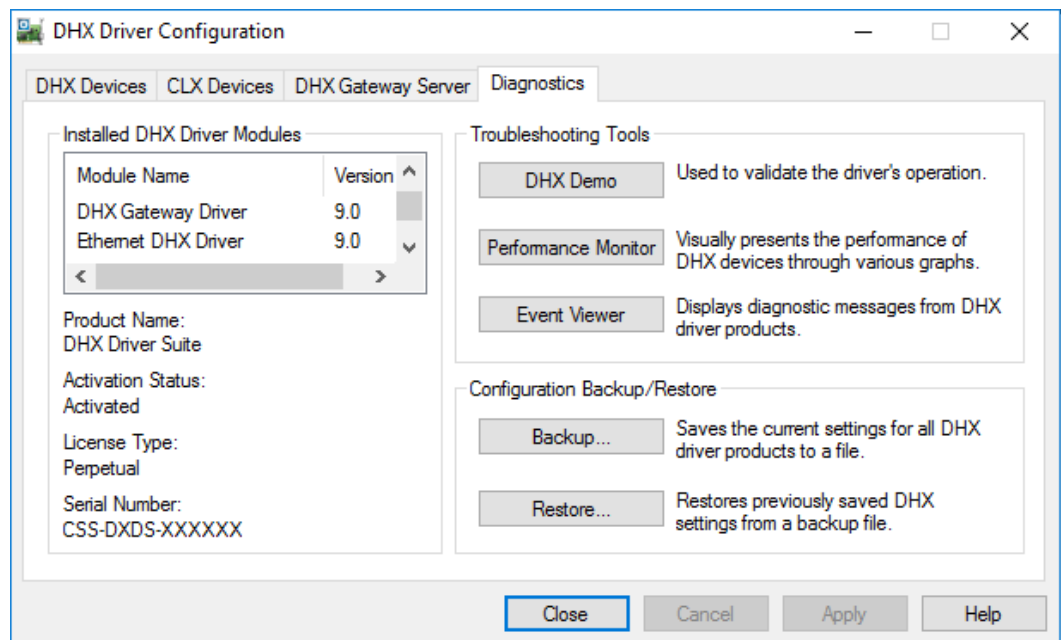 DHX Driver Configuration
DHX Devices CLX Devices DHX Gateway Server Diagnostics
Installed DHX Driver Modules
Module Name Version
DHX Gateway Driver 9.0
Ethernet DHX Driver 9.0
Product Name:
DHX Driver Suite
Activation Status:
Activated
License Type:
Perpetual
Serial Number:
CSS-DXDS-XXXXXX
Troubleshooting Tools
DHX Demo
Used to validate the driver's operation.
Performance Monitor
Visually presents the performance of
DHX devices through various graphs.
Event Viewer
Displays diagnostic messages from DHX
driver products.
Configuration Backup/Restore
Backup...
Saves the current settings for all DHX
driver products to a file.
Restore...
Restores previously saved DHX
settings from a backup file.
Close Cancel Apply Help